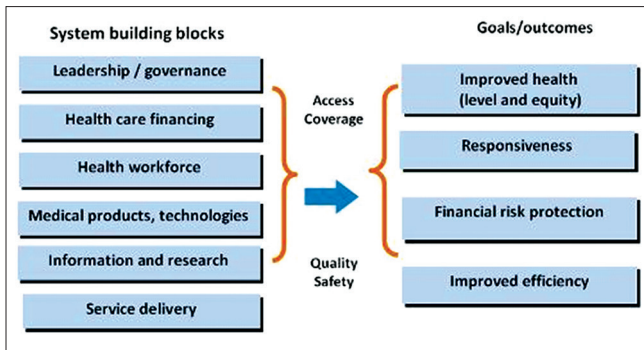 System building blocks
Leadership / governance
Health care financing
Health workforce
Medical products, technologies
Information and research
Service delivery
Access
Coverage
Quality
Safety
Goals/outcomes
Improved health
(level and equity)
Responsiveness
Financial risk protection
Improved efficiency